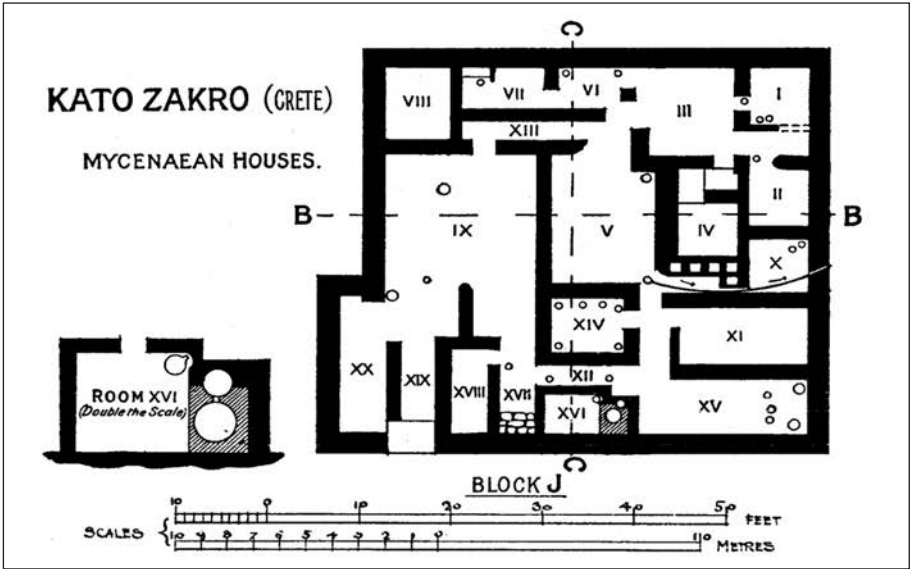 KATO ZAKRO (CRETE)
MYCENAEAN HOUSES.
C
VIII
VII
VI
III
I
XIII
B
IX
V
IV
II
B
X
XIV
XI
XX
XIX
XVIII
XVII
XII
XVI
XV
ROOM XVI
(Double the Scale)
C
BLOCK J
10 0 10 20 30 40 50 FEET
SCALES
10 9 8 7 6 5 4 3 2 1 0 10 METRES